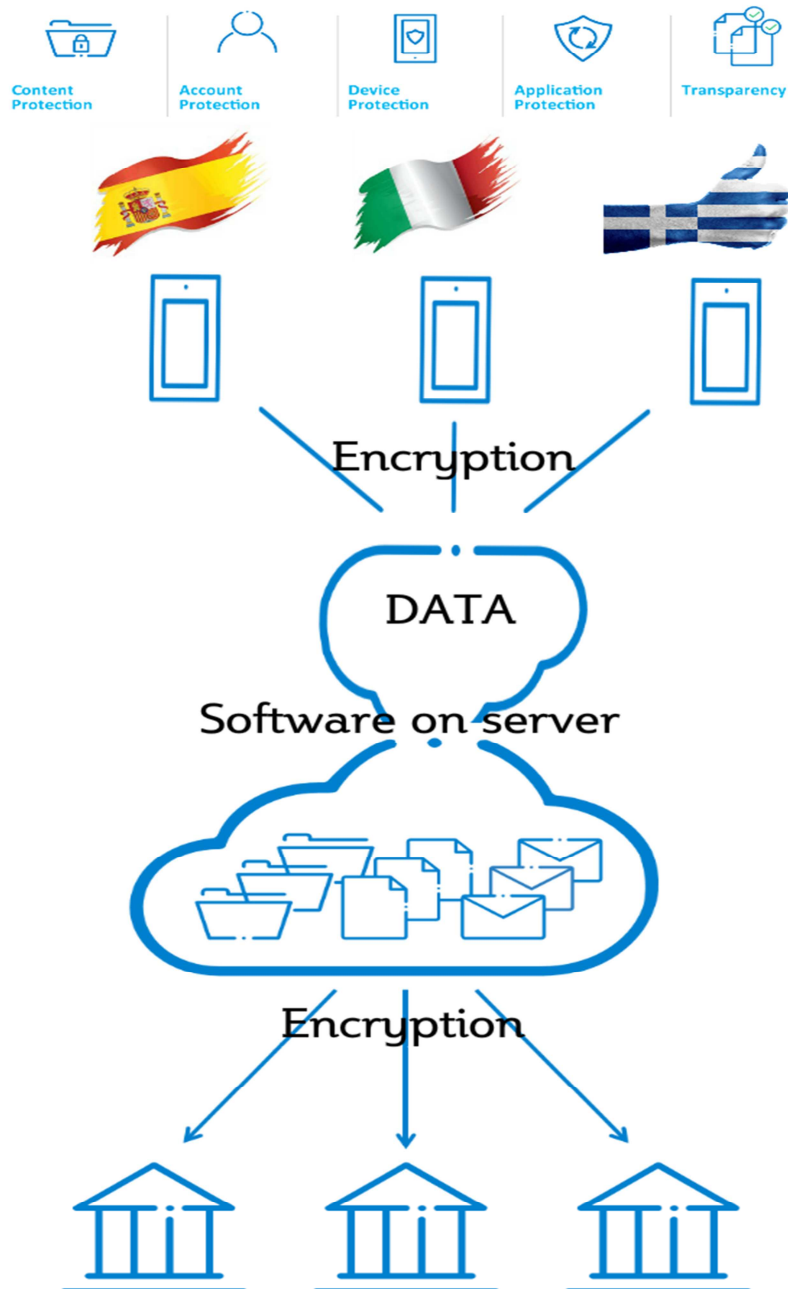 Content
Protection
Account
Protection
Device
Protection
Application
Protection
Transparency
Encryption
DATA
Software on server
Encryption